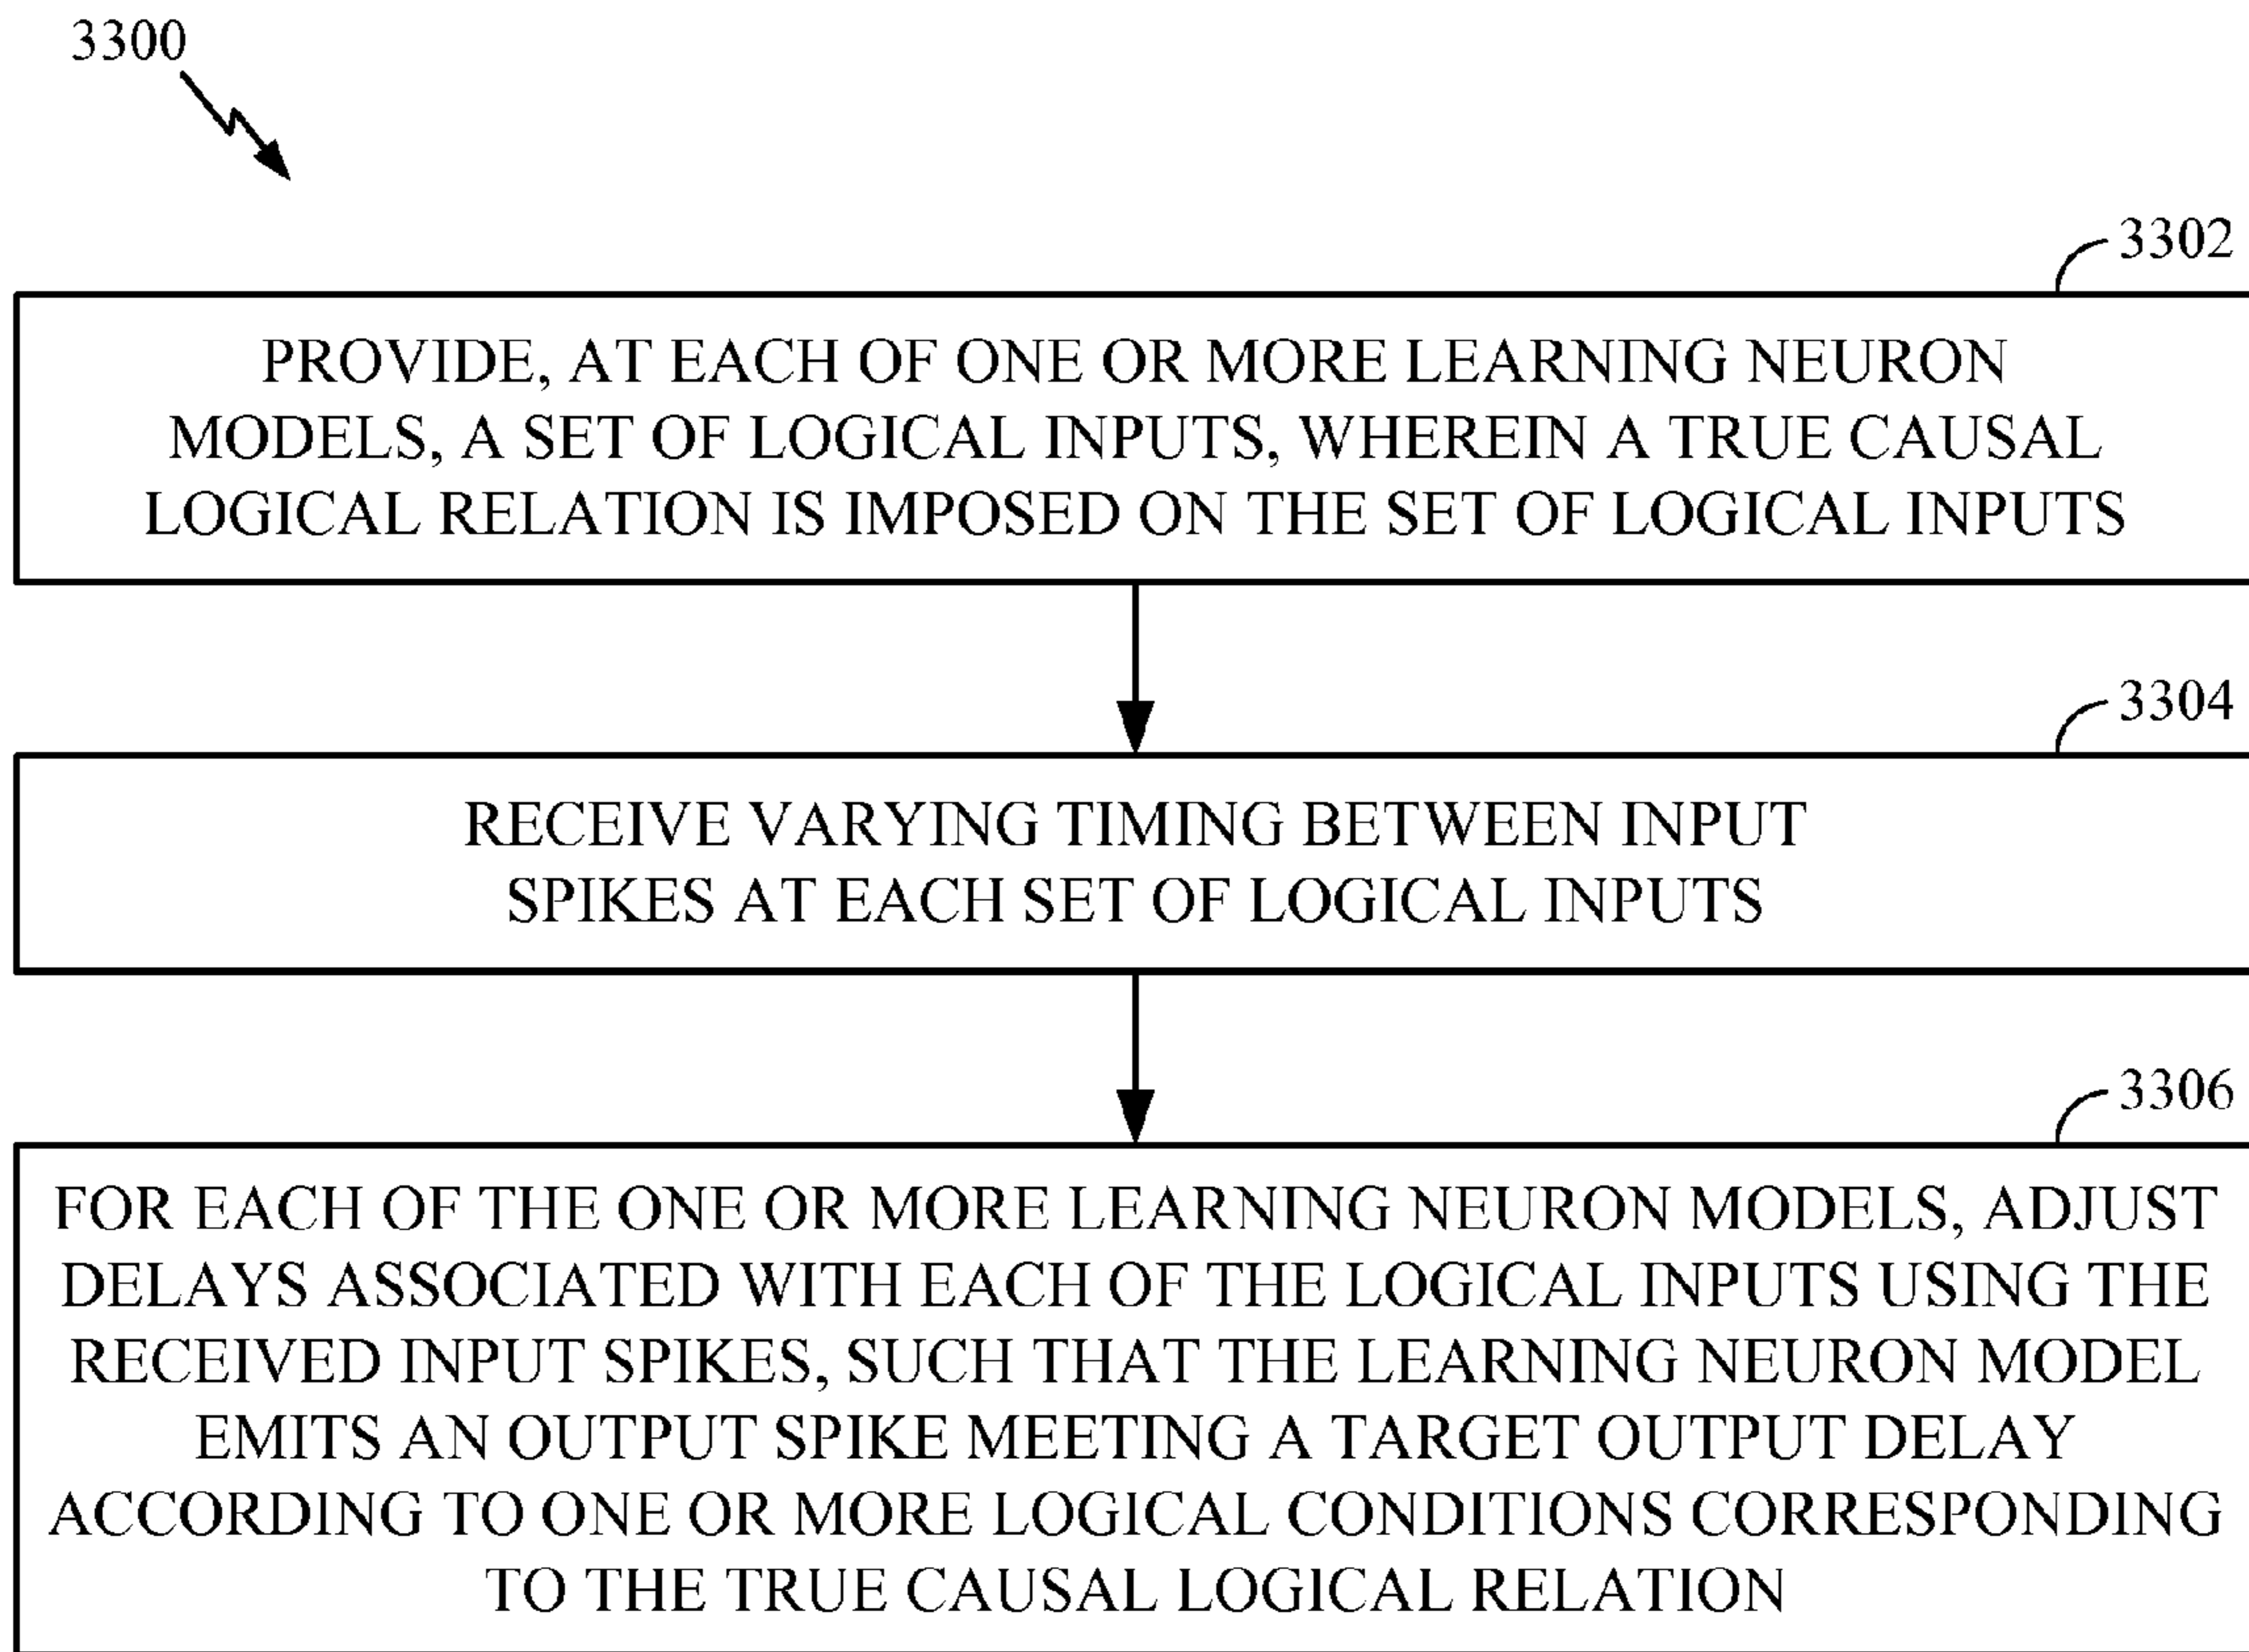 3300
3302
PROVIDE, AT EACH OF ONE OR MORE LEARNING NEURON
MODELS, A SET OF LOGICAL INPUTS, WHEREIN A TRUE CAUSAL
LOGICAL RELATION IS IMPOSED ON THE SET OF LOGICAL INPUTS
3304
RECEIVE VARYING TIMING BETWEEN INPUT
SPIKES AT EACH SET OF LOGICAL INPUTS
3306
FOR EACH OF THE ONE OR MORE LEARNING NEURON MODELS, ADJUST
DELAYS ASSOCIATED WITH EACH OF THE LOGICAL INPUTS USING THE
RECEIVED INPUT SPIKES, SUCH THAT THE LEARNING NEURON MODEL
EMITS AN OUTPUT SPIKE MEETING A TARGET OUTPUT DELAY
ACCORDING TO ONE OR MORE LOGICAL CONDITIONS CORRESPONDING
TO THE TRUE CAUSAL LOGICAL RELATION